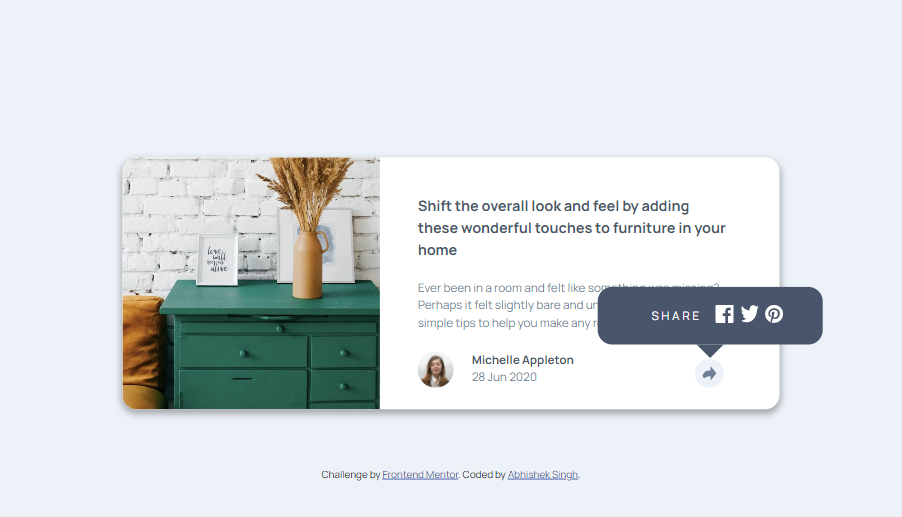 Shift the overall look and feel by adding
these wonderful touches to furniture in your
home
Ever been in a room and felt like something was missing?
Perhaps it felt slightly bare and
simple tips to help you make any
SHARE
Michelle Appleton
28 Jun 2020
love
will
keep us
alive
Challenge by Frontend Mentor. Coded by Abhishek Singh.